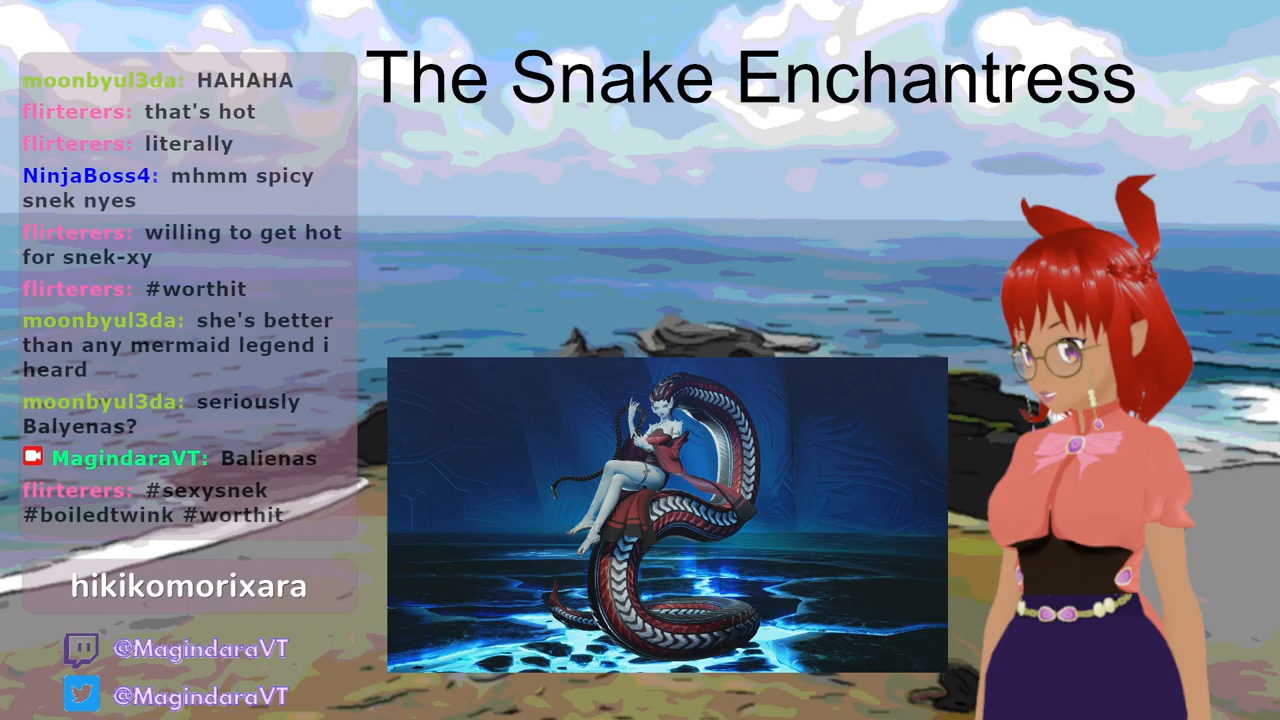 The Snake Enchantress
moonbyul3da: HAHAHA
flirterers: that's hot
flirterers: literally
NinjaBoss4: mhmm spicy
snek nyes
flirterers: willing to get hot
for snek-xy
flirterers: #worthit
moonbyul3da: she's better
than any mermaid legend i
heard
moonbyul3da: seriously
Balyenas?
MagindaraVT: Balienas
flirterers: #sexysnek
#boiledtwink #worthit
hikikomorixara
@MagindaraVT
@MagindaraVT